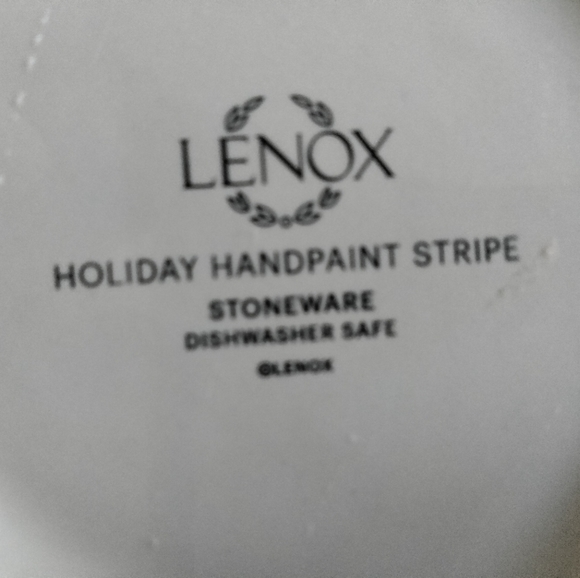 LENOX
HOLIDAY HANDPAINT STRIPE
STONEWARE
DISHWASHER SAFE
©LENOX